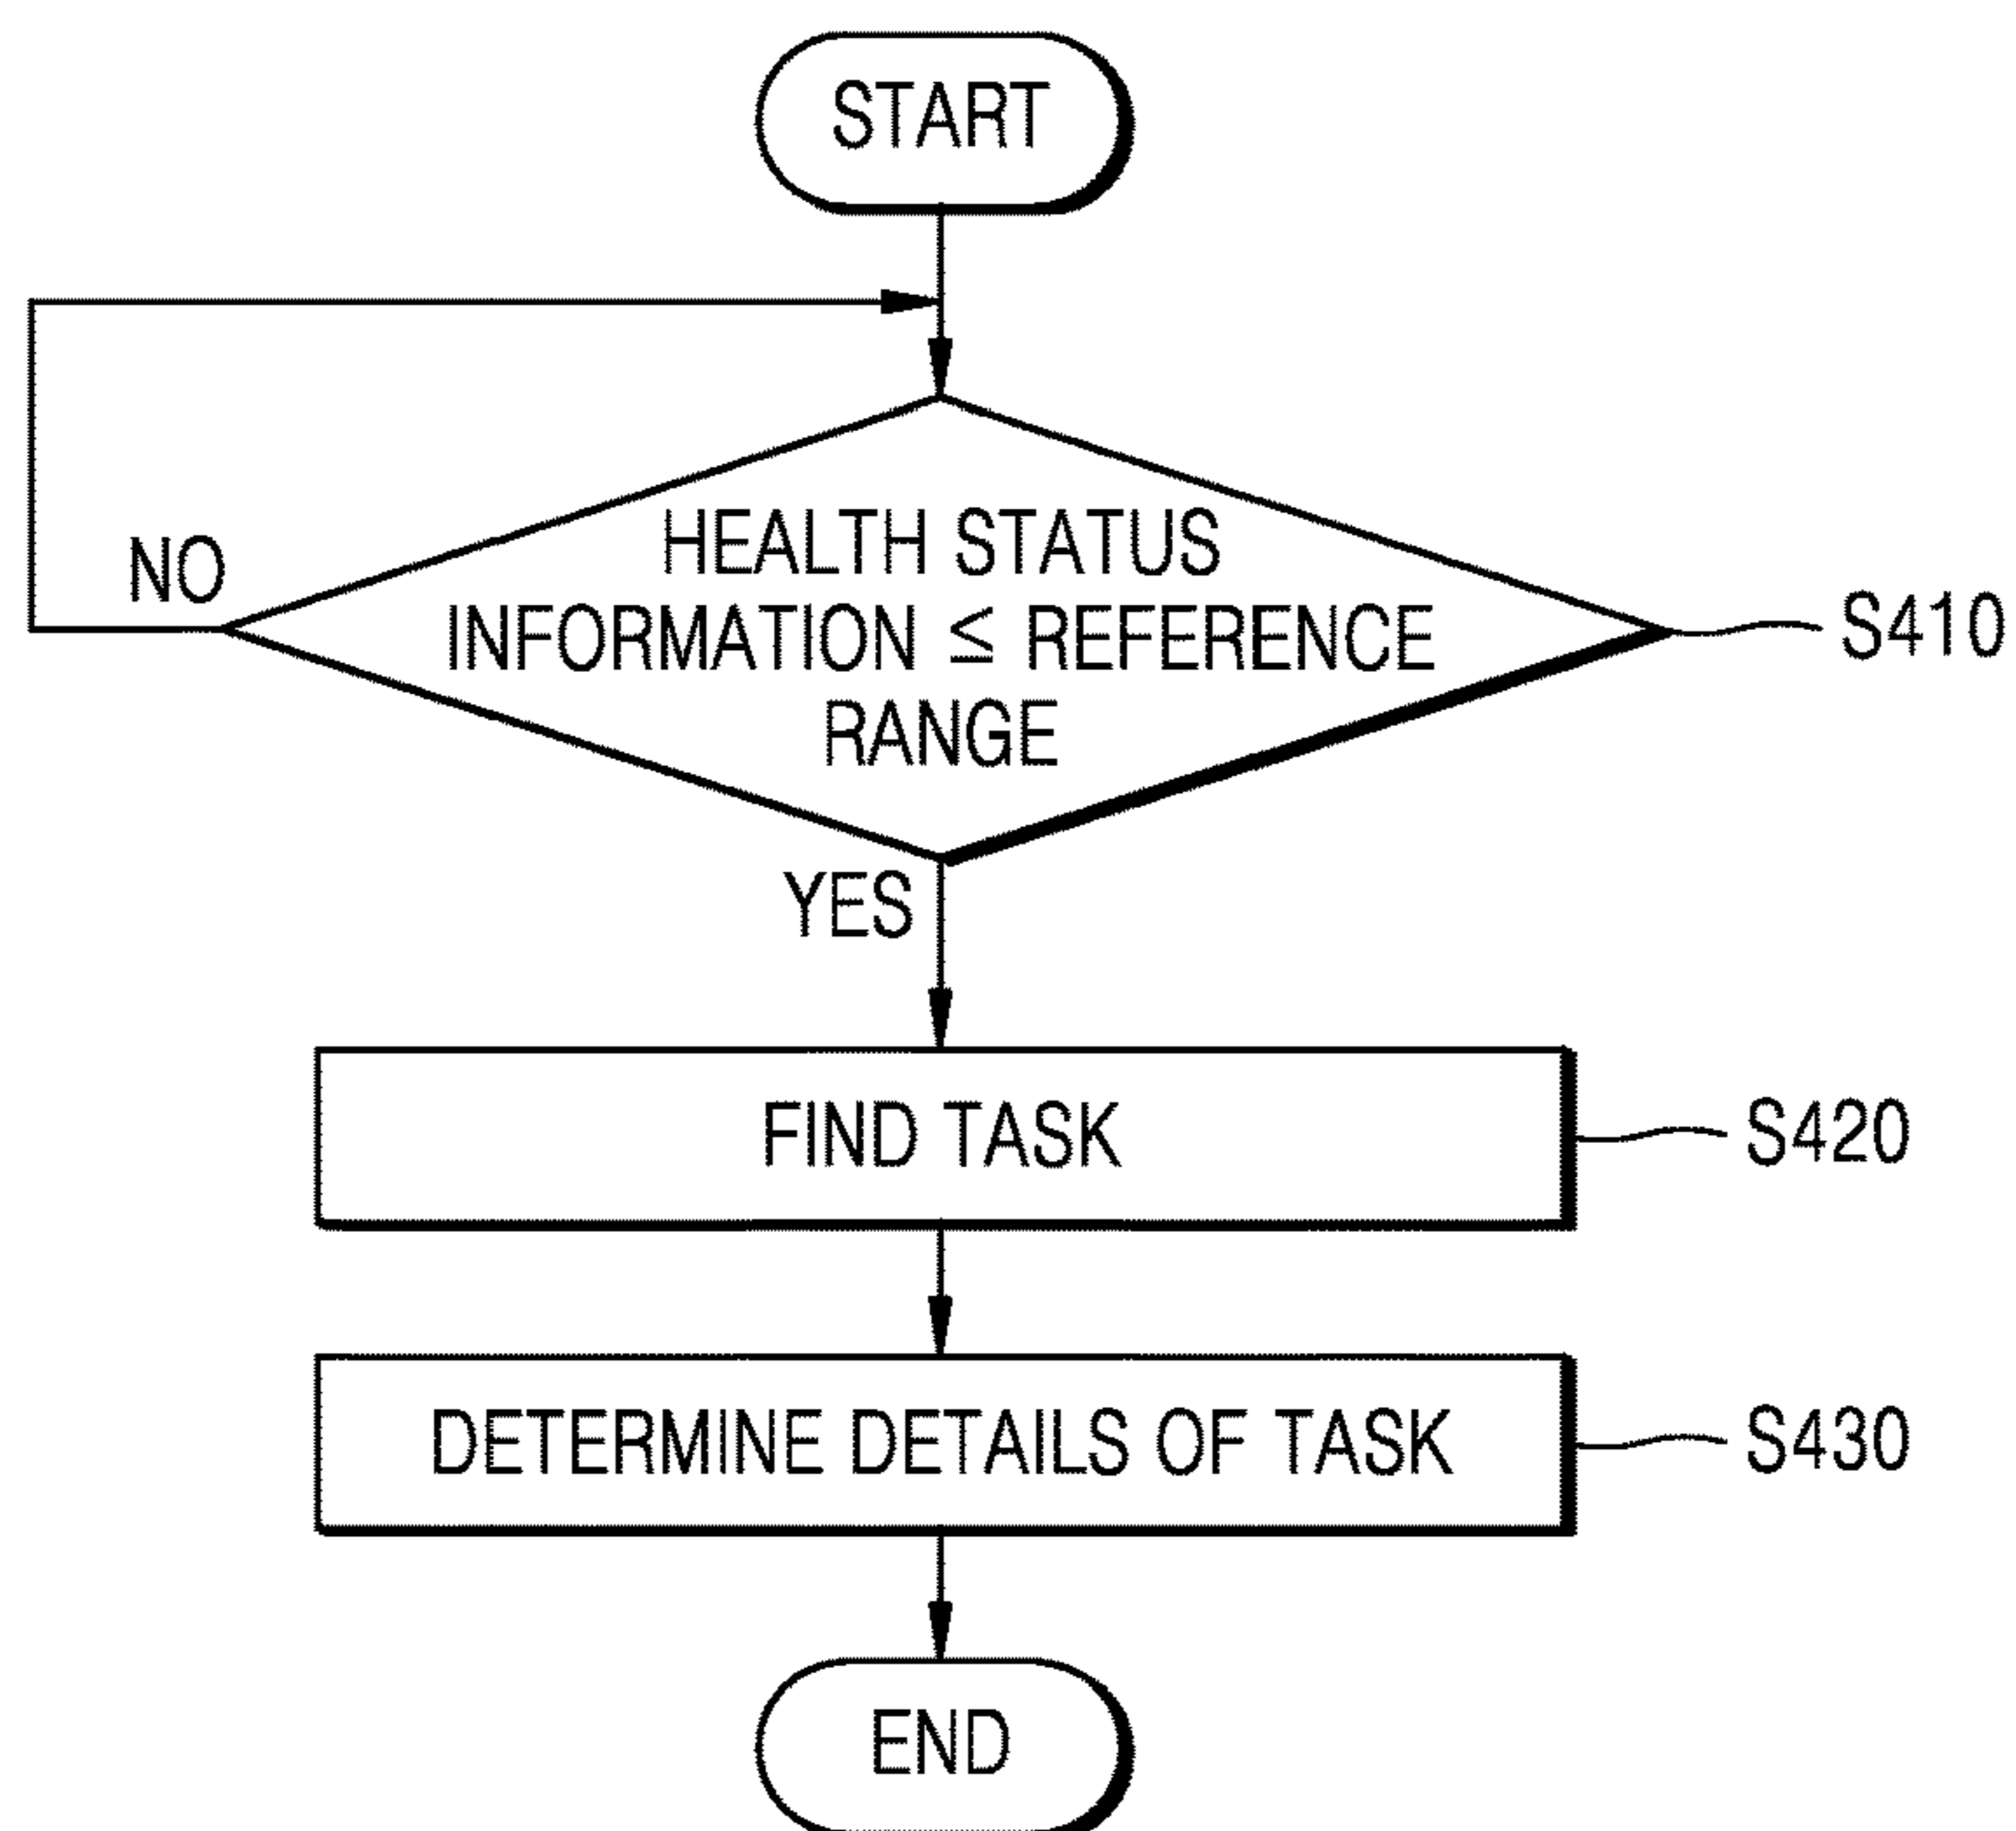 START
NO
HEALTH STATUS
INFORMATION ≤ REFERENCE
RANGE
S410
YES
FIND TASK
S420
DETERMINE DETAILS OF TASK
S430
END